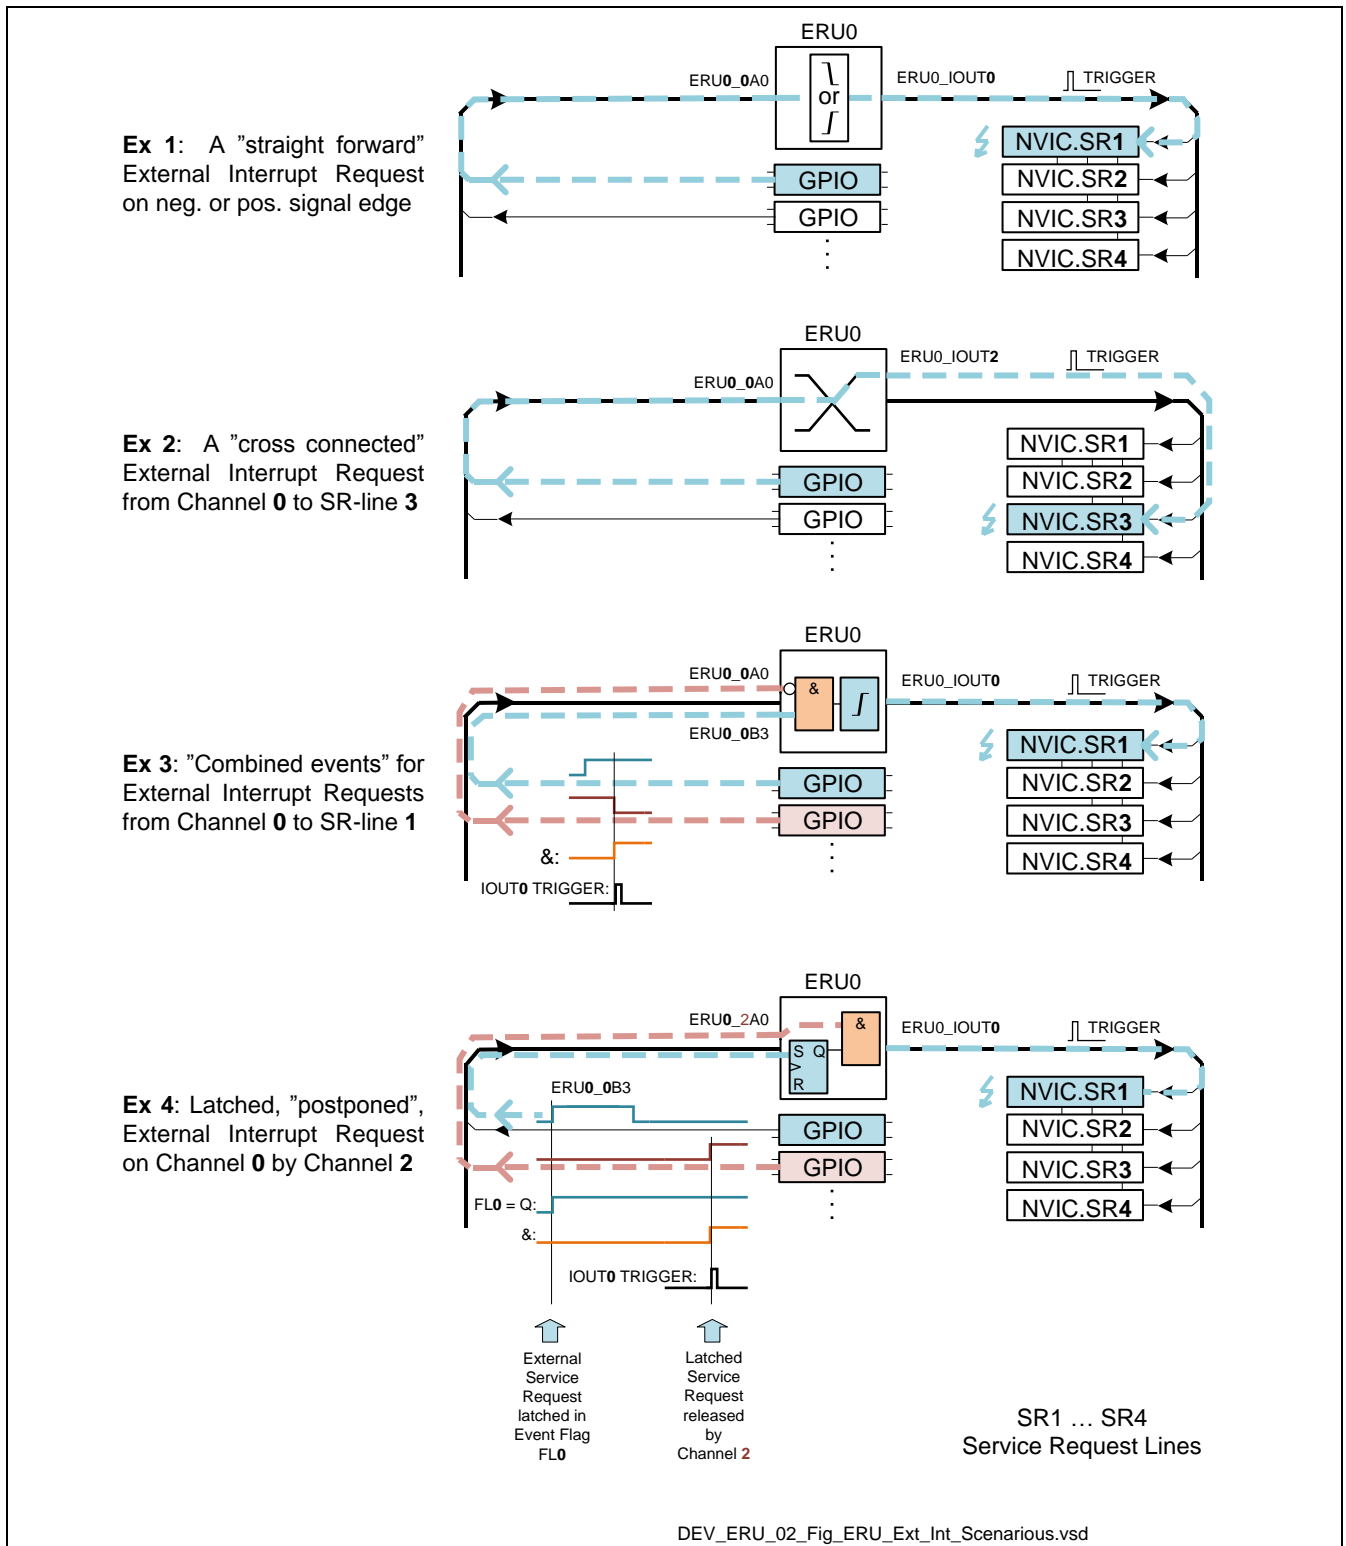 ERU0
ERU0_0A0
ERU0_IOUT0
TRIGGER
or
Ex 1: A ”straight forward”
External Interrupt Request
on neg. or pos. signal edge
GPIO
GPIO
NVIC.SR1
NVIC.SR2
NVIC.SR3
NVIC.SR4
ERU0
ERU0_0A0
ERU0_IOUT2
TRIGGER
Ex 2: A ”cross connected”
External Interrupt Request
from Channel 0 to SR-line 3
GPIO
GPIO
NVIC.SR1
NVIC.SR2
NVIC.SR3
NVIC.SR4
ERU0
ERU0_0A0
&
ERU0_IOUT0
TRIGGER
ERU0_0B3
Ex 3: ”Combined events” for
External Interrupt Requests
from Channel 0 to SR-line 1
GPIO
GPIO
&:
IOUT0 TRIGGER:
NVIC.SR1
NVIC.SR2
NVIC.SR3
NVIC.SR4
ERU0
ERU0_2A0
&
ERU0_IOUT0
TRIGGER
S Q
R
ERU0_0B3
Ex 4: Latched, ”postponed”,
External Interrupt Request
on Channel 0 by Channel 2
GPIO
GPIO
FL0 = Q:
&:
IOUT0 TRIGGER:
NVIC.SR1
NVIC.SR2
NVIC.SR3
NVIC.SR4
External
Service
Request
latched in
Event Flag
FL0
Latched
Service
Request
released
by
Channel 2
SR1 … SR4
Service Request Lines
DEV_ERU_02_Fig_ERU_Ext_Int_Scenarious.vsd